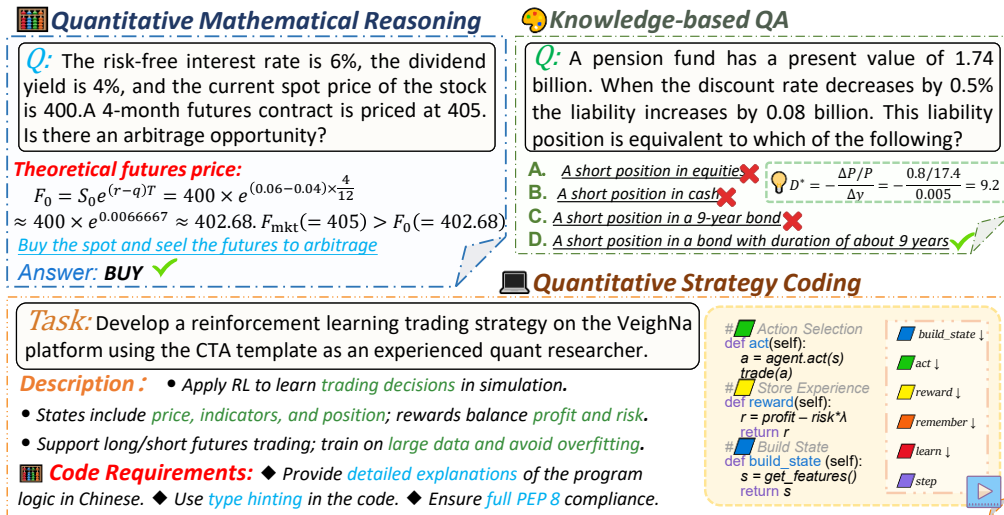 Quantitative Mathematical Reasoning
Q: The risk-free interest rate is 6%, the dividend
yield is 4%, and the current spot price of the stock
is 400.A 4-month futures contract is priced at 405.
Is there an arbitrage opportunity?
Theoretical futures price:
F₀ = S₀e^{(r−q)T} = 400 × e^{(0.06−0.04)×4/12}
≈ 400 × e^{0.0066667} ≈ 402.68. F_mkt(= 405) > F₀(= 402.68)
Buy the spot and seel the futures to arbitrage
Answer: BUY
Knowledge-based QA
Q: A pension fund has a present value of 1.74
billion. When the discount rate decreases by 0.5%
the liability increases by 0.08 billion. This liability
position is equivalent to which of the following?
A. A short position in equities
B. A short position in cash
C. A short position in a 9-year bond
D. A short position in a bond with duration of about 9 years
D* = −(ΔP/P)/Δy = −(0.8/17.4)/0.005 = 9.2
Quantitative Strategy Coding
Task: Develop a reinforcement learning trading strategy on the VeighNa
platform using the CTA template as an experienced quant researcher.
Description: • Apply RL to learn trading decisions in simulation.
• States include price, indicators, and position; rewards balance profit and risk.
• Support long/short futures trading; train on large data and avoid overfitting.
Code Requirements: ◆ Provide detailed explanations of the program
logic in Chinese. ◆ Use type hinting in the code. ◆ Ensure full PEP 8 compliance.
# Action Selection
def act(self):
a = agent.act(s)
trade(a)
# Store Experience
def reward(self):
r = profit − risk*λ
return r
# Build State
def build_state (self):
s = get_features()
return s
build_state ↓
act ↓
reward ↓
remember ↓
learn ↓
step